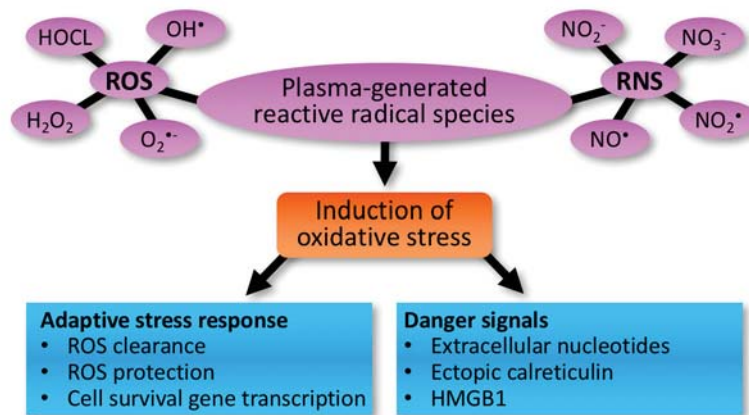 HOCL
OH•
ROS
H₂O₂
O₂•-
Plasma-generated
reactive radical species
NO₂-
NO₃-
RNS
NO•
NO₂•
Induction of
oxidative stress
Adaptive stress response
• ROS clearance
• ROS protection
• Cell survival gene transcription
Danger signals
• Extracellular nucleotides
• Ectopic calreticulin
• HMGB1